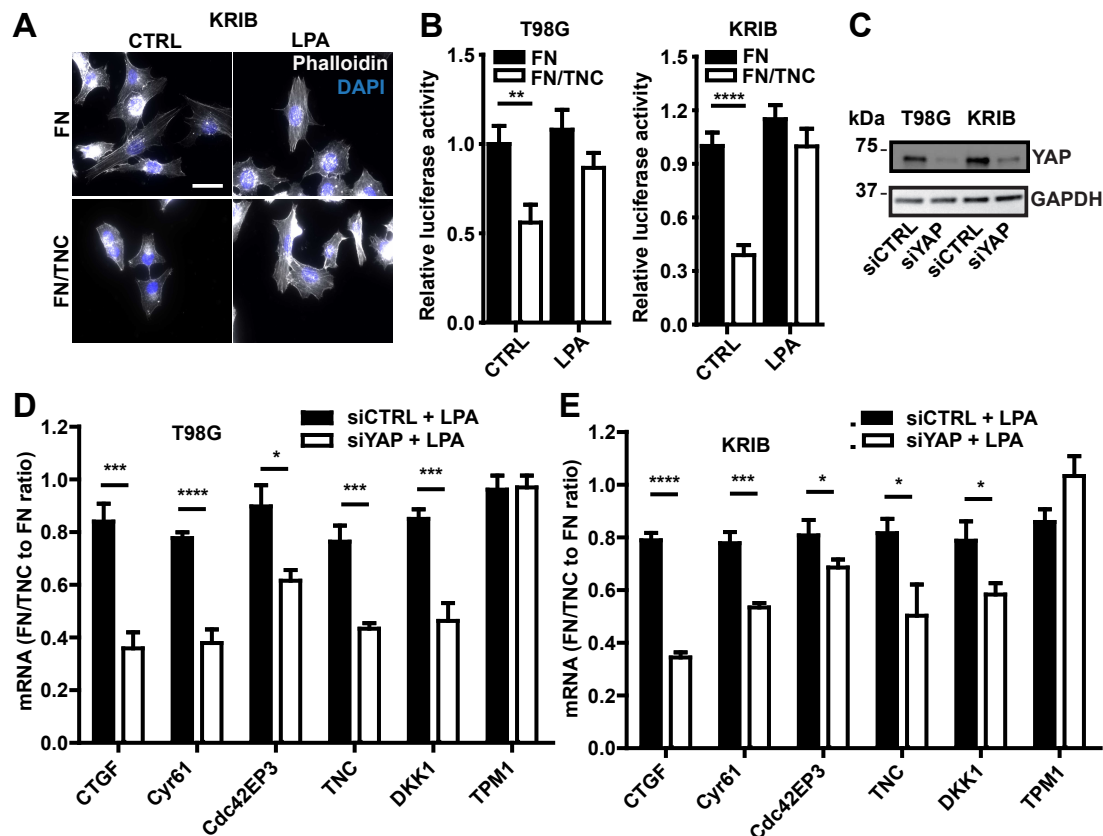 A
KRIB
CTRL
LPA
Phalloidin
DAPI
FN
FN/TNC
B
T98G
FN
FN/TNC
Relative luciferase activity
1.5
1.0
0.5
0.0
**
CTRL
LPA
KRIB
FN
FN/TNC
Relative luciferase activity
1.5
1.2
0.9
0.6
0.3
0.0
****
CTRL
LPA
C
kDa T98G KRIB
75
YAP
37
GAPDH
siCTRL
siYAP
siCTRL
siYAP
D
T98G
siCTRL + LPA
siYAP + LPA
mRNA (FN/TNC to FN ratio)
1.2
1.0
0.8
0.6
0.4
0.2
0.0
***
****
*
***
***
CTGF
Cyr61
Cdc42EP3
TNC
DKK1
TPM1
E
KRIB
siCTRL + LPA
siYAP + LPA
mRNA (FN/TNC to FN ratio)
1.2
1.0
0.8
0.6
0.4
0.2
0.0
****
***
*
*
*
CTGF
Cyr61
Cdc42EP3
TNC
DKK1
TPM1